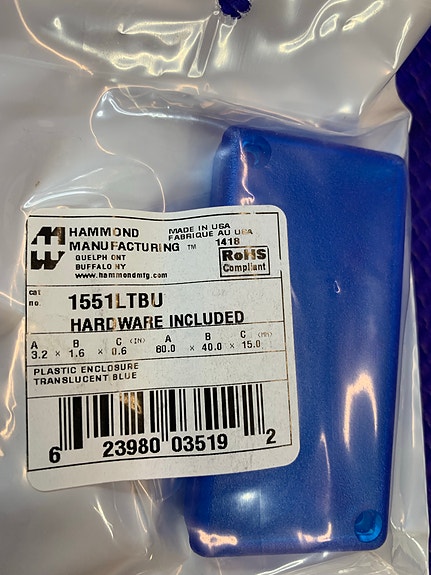 HAMMOND
MANUFACTURING ™
GUELPH ONT
BUFFALO NY
www.hammondmfg.com
MADE IN USA
FABRIQUE AU USA
1418
RoHS
Compliant
cat
no. 1551LTBU
HARDWARE INCLUDED
A B C (IN) A B C (MM)
3.2 x 1.6 x 0.6 80.0 x 40.0 x 15.0
PLASTIC ENCLOSURE
TRANSLUCENT BLUE
6 23980 03519 2